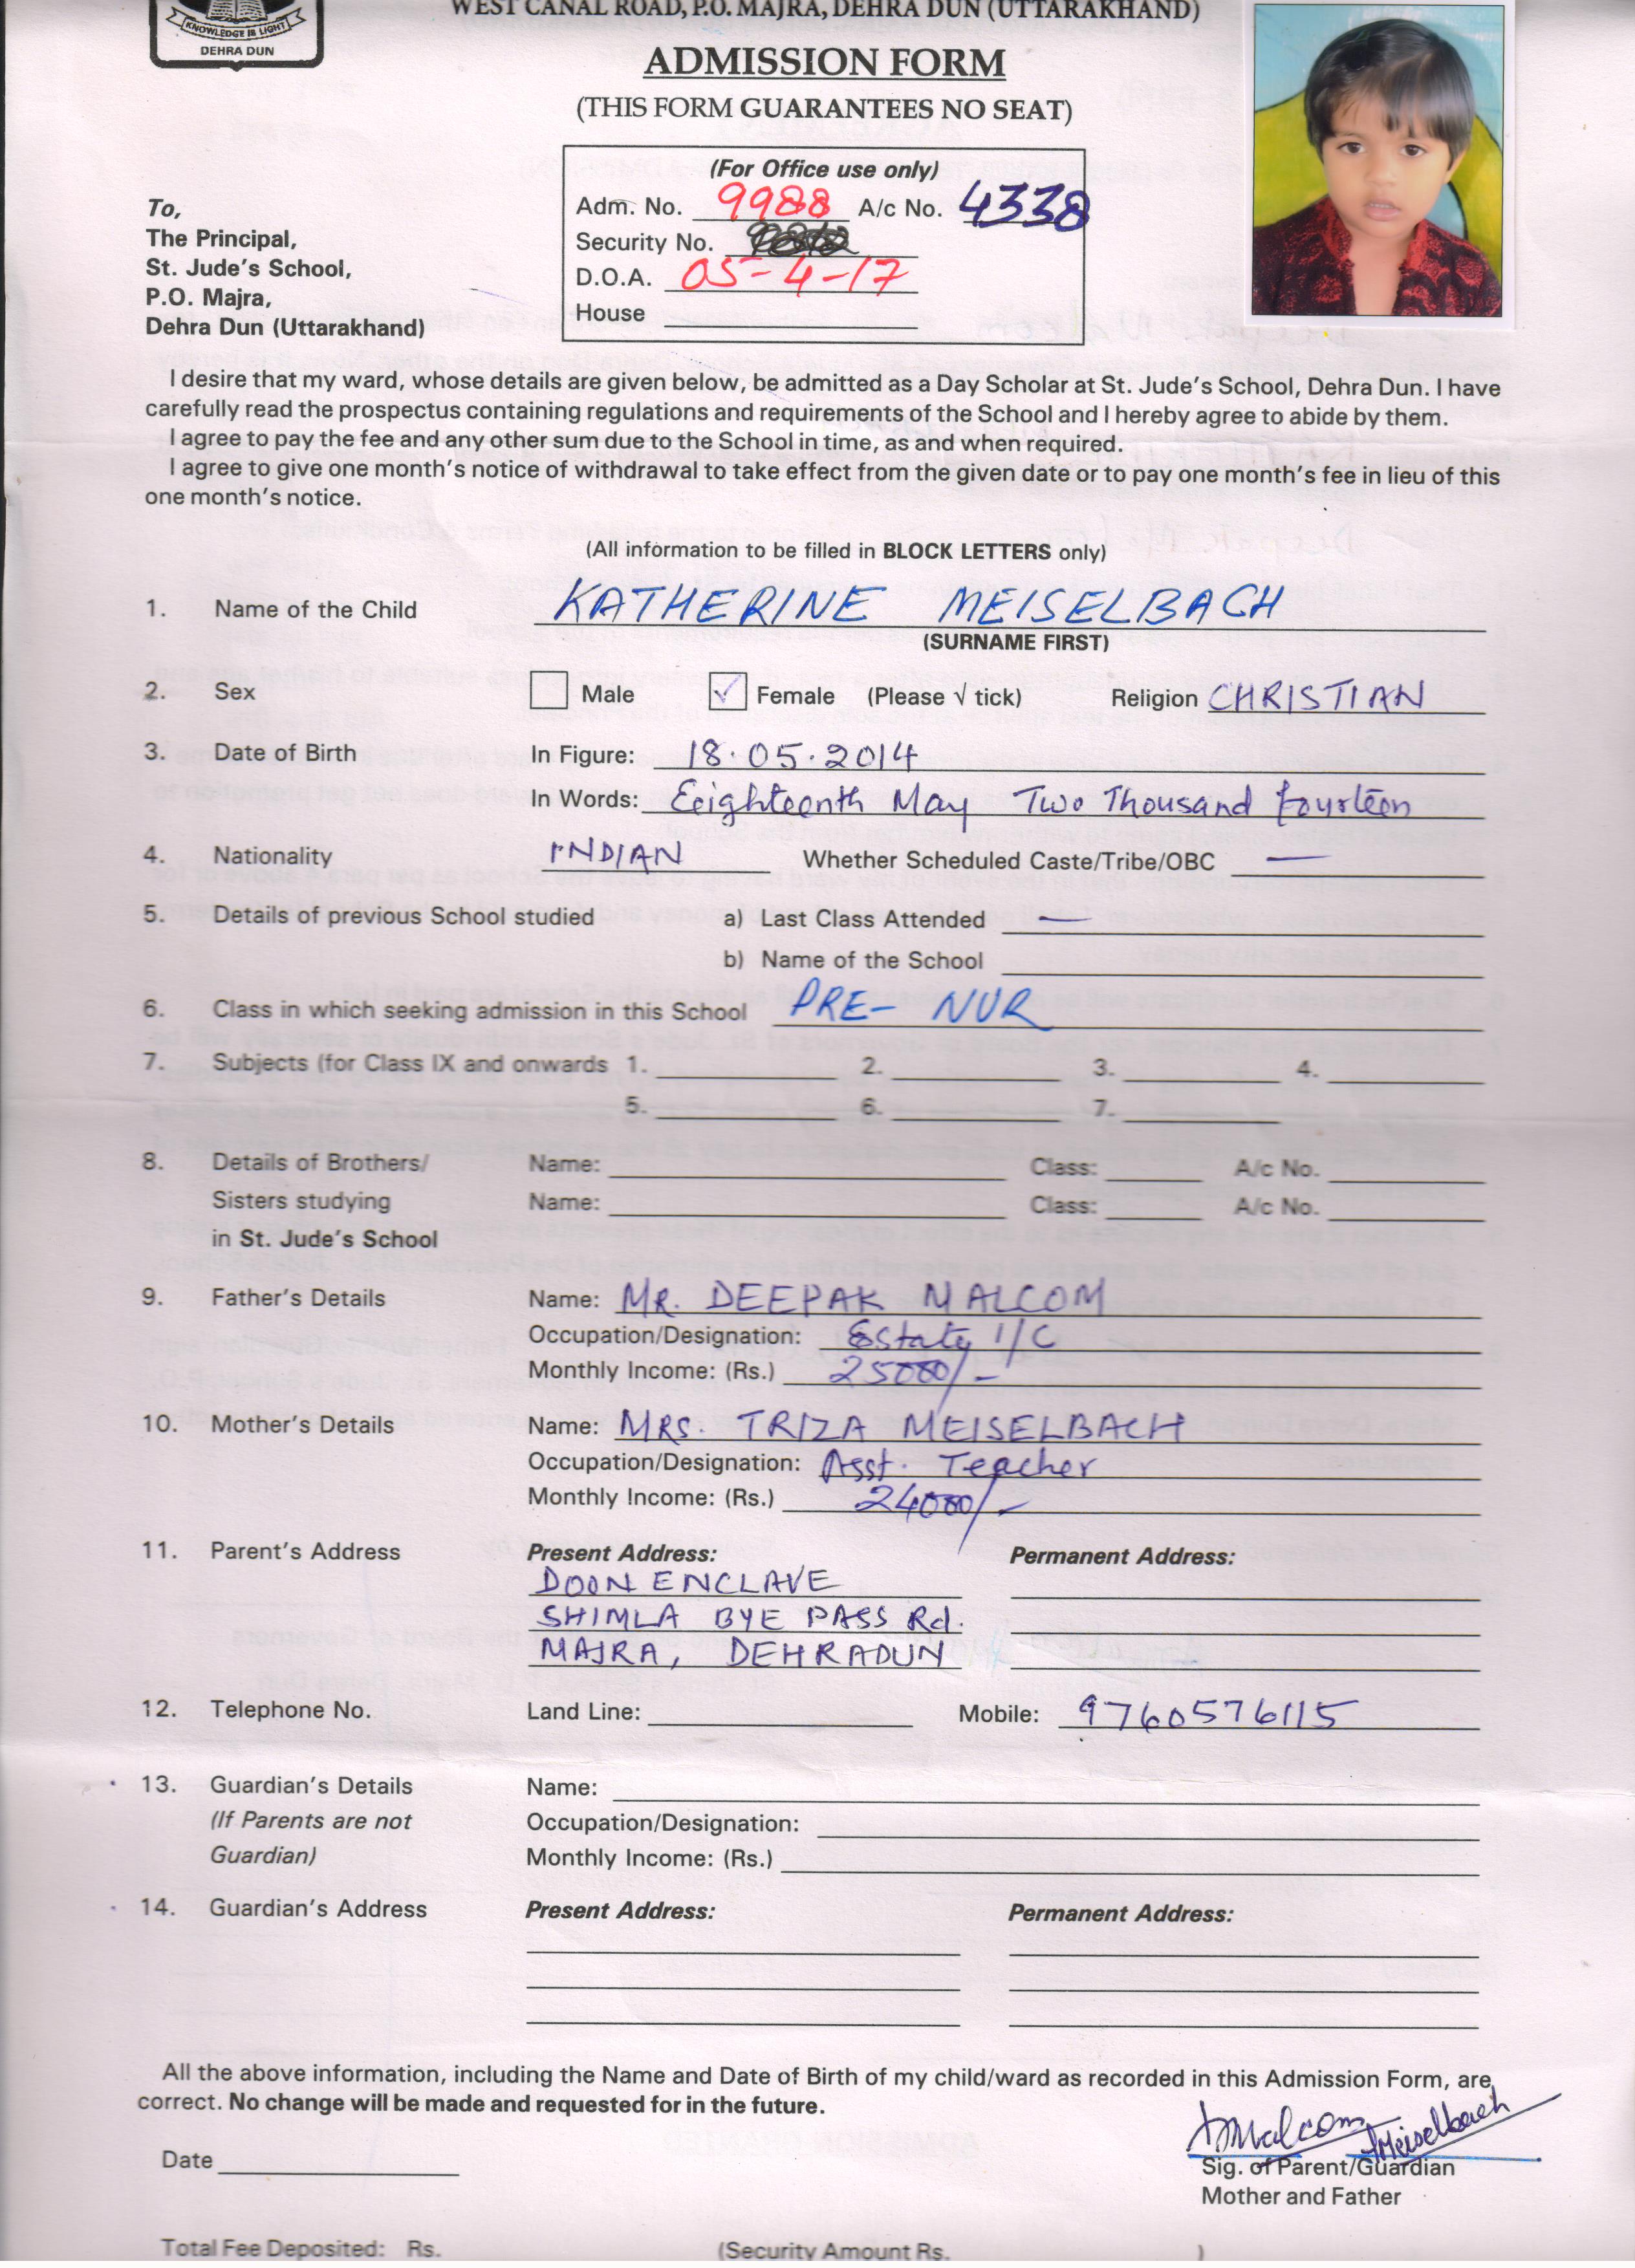 KNOWLEDGE IS LIGHT
DEHRA DUN
WEST CANAL ROAD, P.O. MAJRA, DEHRA DUN (UTTARAKHAND)
ADMISSION FORM
(THIS FORM GUARANTEES NO SEAT)
(For Office use only)
Adm. No. 9988 A/c No. 4338
Security No.
D.O.A. 05-4-17
House
To,
The Principal,
St. Jude's School,
P.O. Majra,
Dehra Dun (Uttarakhand)
I desire that my ward, whose details are given below, be admitted as a Day Scholar at St. Jude's School, Dehra Dun. I have
carefully read the prospectus containing regulations and requirements of the School and I hereby agree to abide by them.
I agree to pay the fee and any other sum due to the School in time, as and when required.
I agree to give one month's notice of withdrawal to take effect from the given date or to pay one month's fee in lieu of this
one month's notice.
(All information to be filled in BLOCK LETTERS only)
1. Name of the Child KATHERINE MEISELBACH
(SURNAME FIRST)
2. Sex Male ✓ Female (Please √ tick) Religion CHRISTIAN
3. Date of Birth In Figure: 18.05.2014
In Words: Eeighteenth May Two Thousand fourteen
4. Nationality INDIAN Whether Scheduled Caste/Tribe/OBC —
5. Details of previous School studied a) Last Class Attended —
b) Name of the School
6. Class in which seeking admission in this School PRE- NUR
7. Subjects (for Class IX and onwards 1. 2. 3. 4.
5. 6. 7.
8. Details of Brothers/ Name: Class: A/c No.
Sisters studying Name: Class: A/c No.
in St. Jude's School
9. Father's Details Name: MR. DEEPAK MALCOM
Occupation/Designation: Estate I/C
Monthly Income: (Rs.) 25000/-
10. Mother's Details Name: MRS. TRIZA MEISELBACH
Occupation/Designation: Asst. Teacher
Monthly Income: (Rs.) 24000/-
11. Parent's Address Present Address: Permanent Address:
DOON ENCLAVE
SHIMLA BYE PASS Rd.
MAJRA, DEHRADUN
12. Telephone No. Land Line: Mobile: 9760576115
13. Guardian's Details Name:
(If Parents are not Occupation/Designation:
Guardian) Monthly Income: (Rs.)
14. Guardian's Address Present Address: Permanent Address:
All the above information, including the Name and Date of Birth of my child/ward as recorded in this Admission Form, are
correct. No change will be made and requested for in the future.
Malcom Meiselbach
Date Sig. of Parent/Guardian
Mother and Father
Total Fee Deposited: Rs. (Security Amount Rs. )